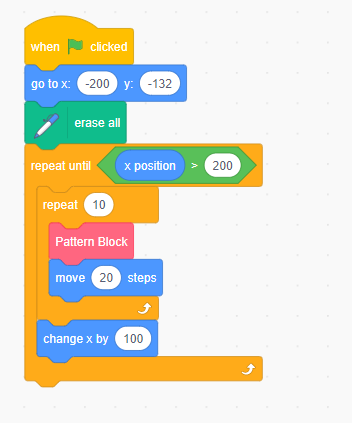 when clicked
go to x: -200 y: -132
erase all
repeat until x position > 200
repeat 10
Pattern Block
move 20 steps
change x by 100